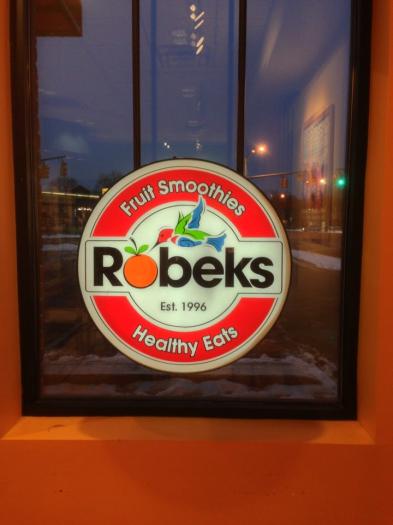 Fruit Smoothies
Robeks
Est. 1996
Healthy Eats